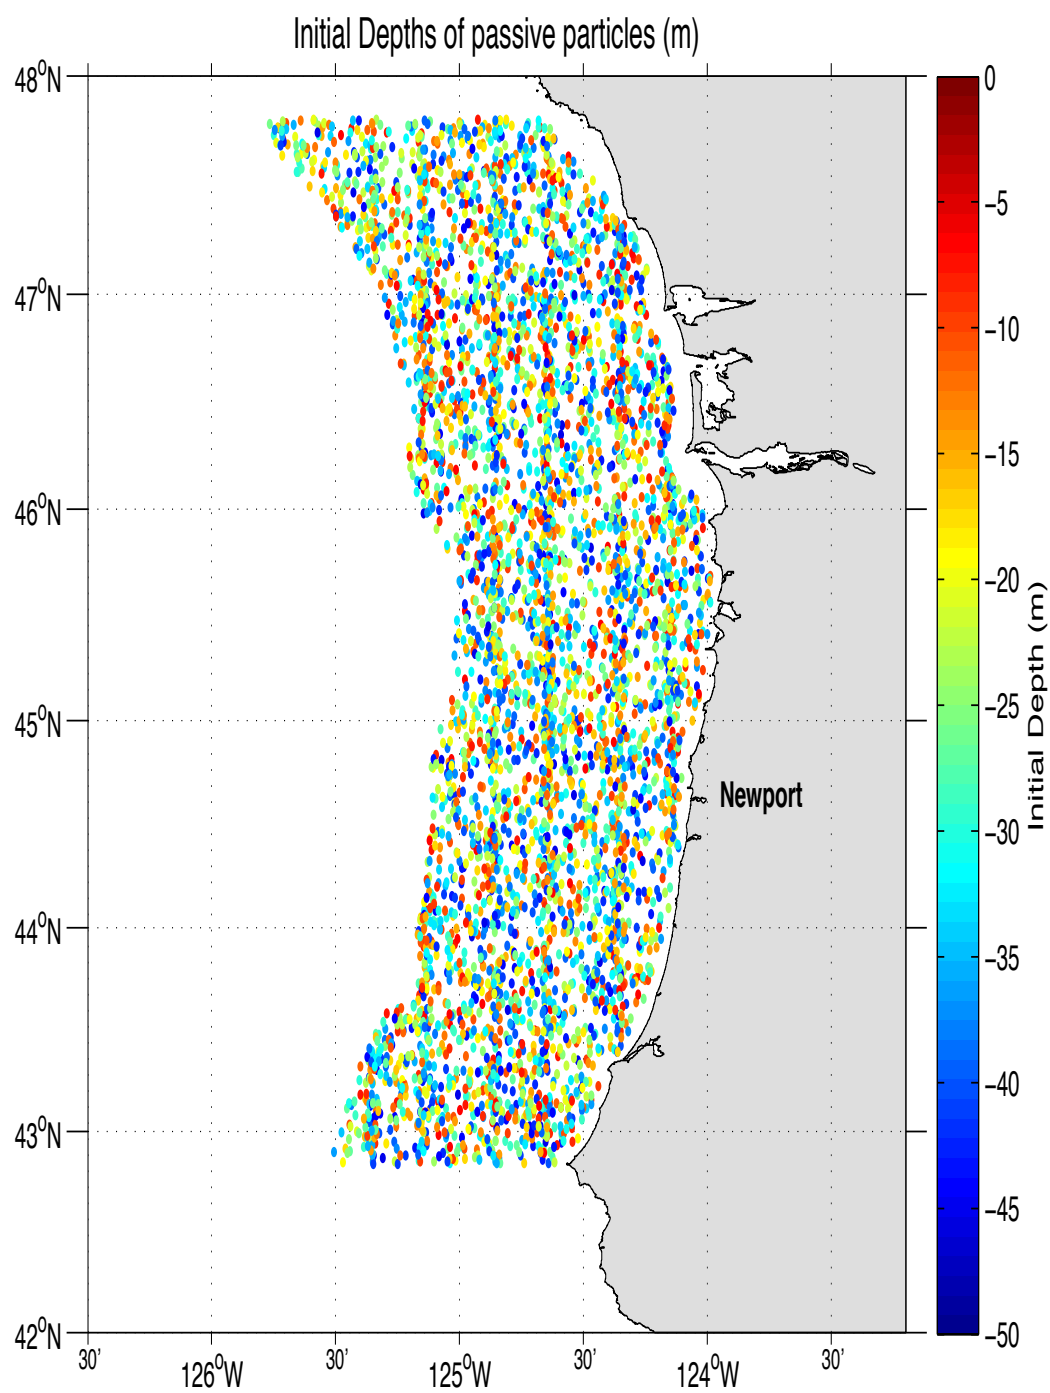 Initial Depths of passive particles (m)
48°N
47°N
46°N
45°N
44°N
43°N
42°N
30'
126°W
30'
125°W
30'
124°W
30'
Newport
0
−5
−10
−15
−20
−25
−30
−35
−40
−45
−50
Initial Depth (m)